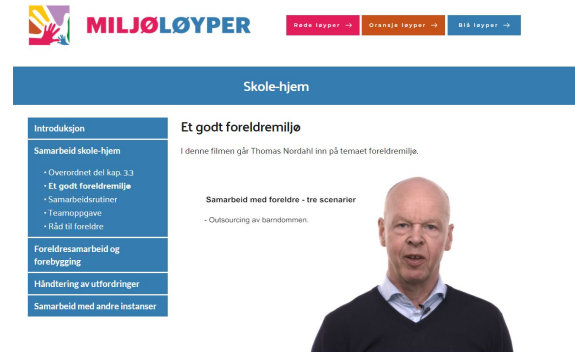 MILJØLØYPER
Røde løyper →
Oransje løyper →
Blå løyper →
Skole-hjem
Introduksjon
Samarbeid skole-hjem
• Overordnet del kap. 3.3
• Et godt foreldremiljø
• Samarbeidsrutiner
• Teamoppgave
• Råd til foreldre
Foreldresamarbeid og
forebygging
Håndtering av utfordringer
Samarbeid med andre instanser
Et godt foreldremiljø
I denne filmen går Thomas Nordahl inn på temaet foreldremiljø.
Samarbeid med foreldre - tre scenarier
- Outsourcing av barndommen.